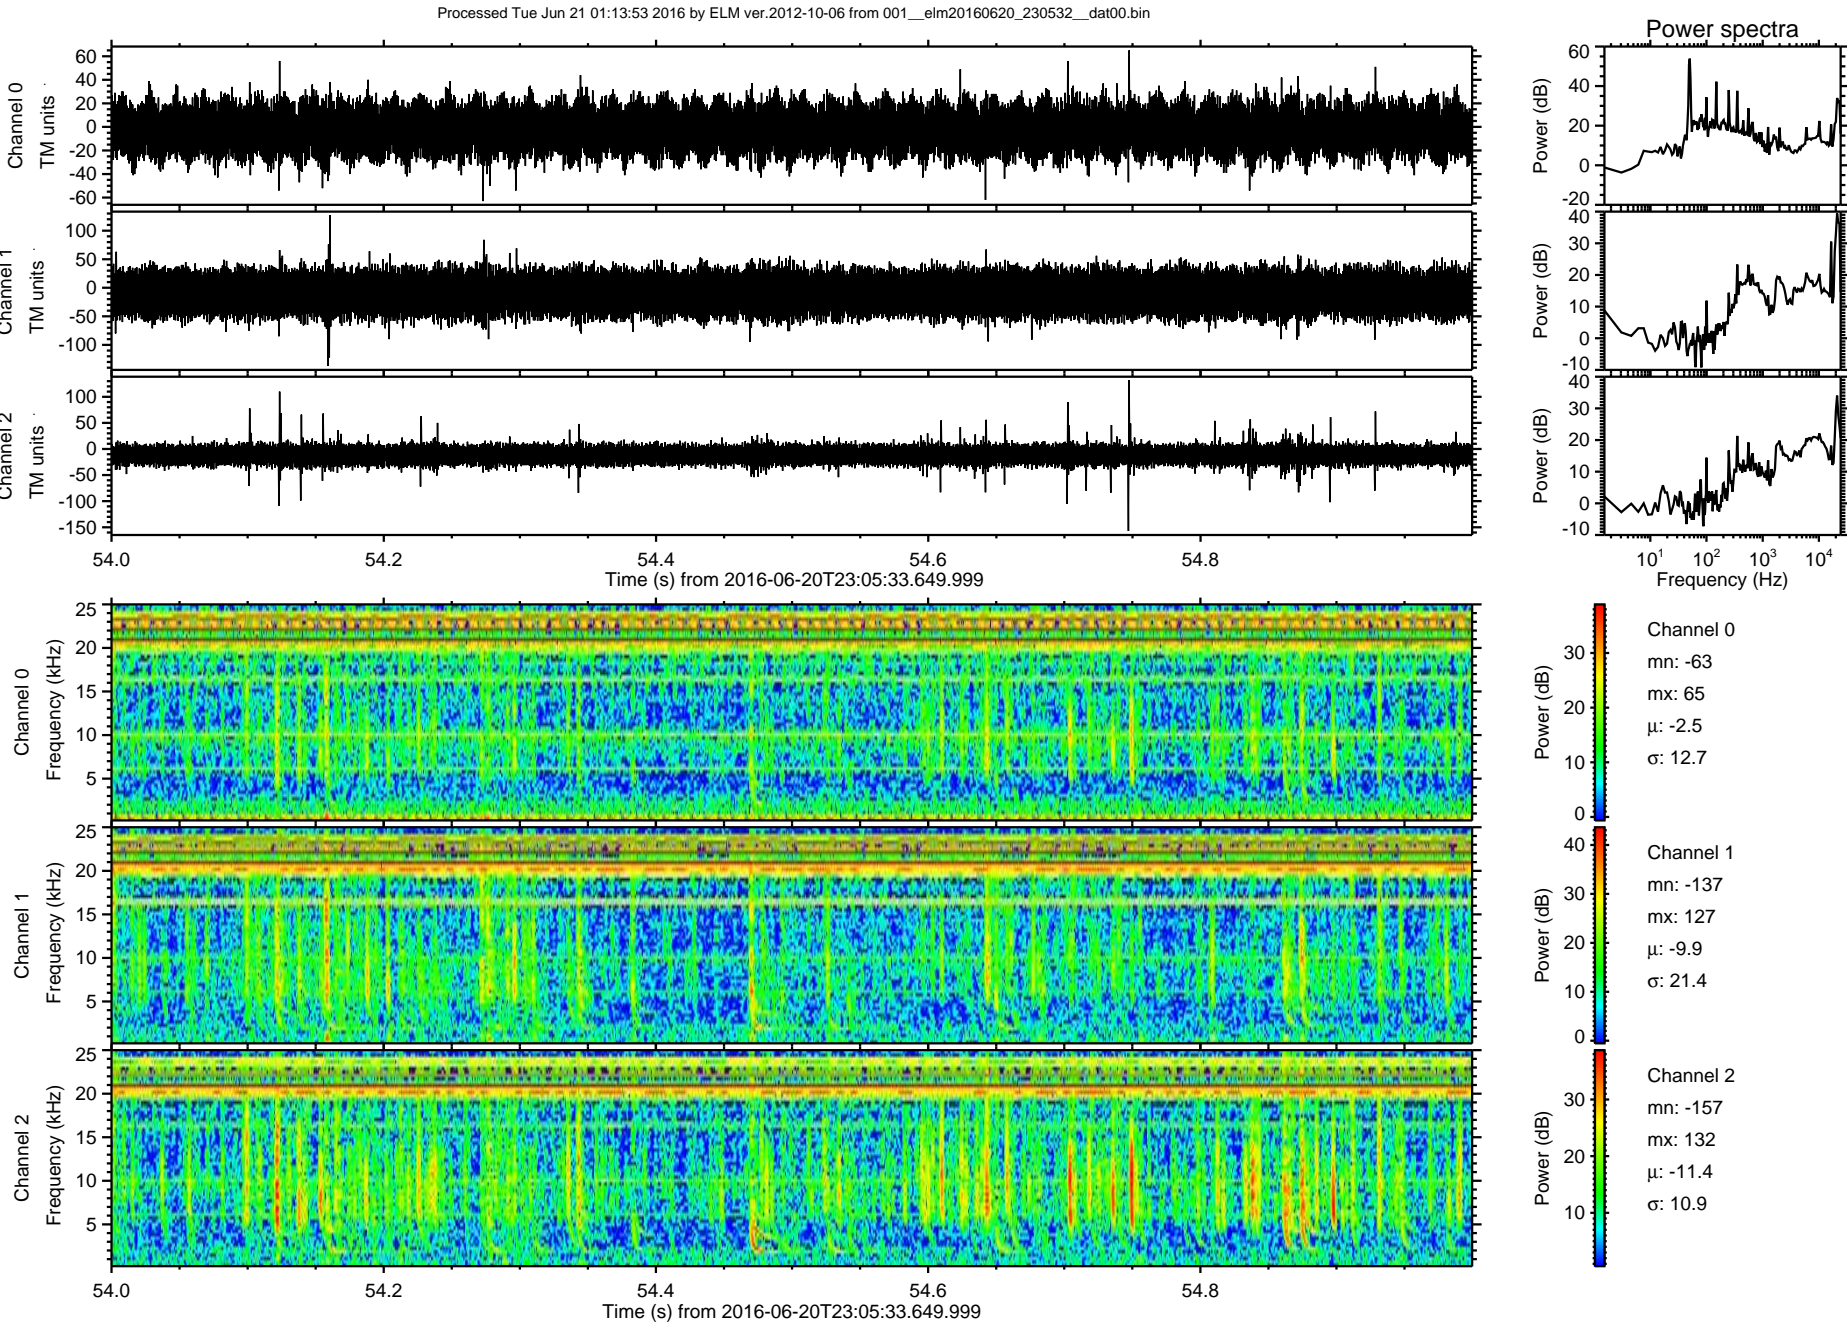 Processed Tue Jun 21 01:13:53 2016 by ELM ver.2012-10-06 from 001__elm20160620_230532__dat00.bin
Power spectra
Channel 0
TM units
60
40
20
0
-20
-40
-60
Power (dB)
60
40
20
0
-20
Channel 1
TM units
100
50
0
-50
-100
Power (dB)
40
30
20
10
0
-10
Channel 2
TM units
100
50
0
-50
-100
-150
Power (dB)
40
30
20
10
0
-10
54.0 54.2 54.4 54.6 54.8
Time (s) from 2016-06-20T23:05:33.649.999
10^1 10^2 10^3 10^4
Frequency (Hz)
Channel 0
Frequency (kHz)
25
20
15
10
5
Power (dB)
30
20
10
0
Channel 0
mn: -63
mx: 65
μ: -2.5
σ: 12.7
Channel 1
Frequency (kHz)
25
20
15
10
5
Power (dB)
40
30
20
10
0
Channel 1
mn: -137
mx: 127
μ: -9.9
σ: 21.4
Channel 2
Frequency (kHz)
25
20
15
10
5
Power (dB)
30
20
10
Channel 2
mn: -157
mx: 132
μ: -11.4
σ: 10.9
54.0 54.2 54.4 54.6 54.8
Time (s) from 2016-06-20T23:05:33.649.999